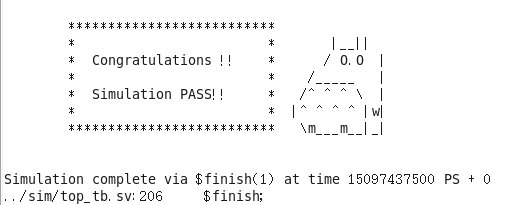 ****************************
*                          *       |__||
*  Congratulations !!      *      / O.O  |
*                          *    /_____   |
*  Simulation PASS!!       *   /^ ^ ^ \  |
*                          *  |^ ^ ^ ^ |w|
****************************   \m___m__|_|
Simulation complete via $finish(1) at time 15097437500 PS + 0
../sim/top_tb.sv:206     $finish;